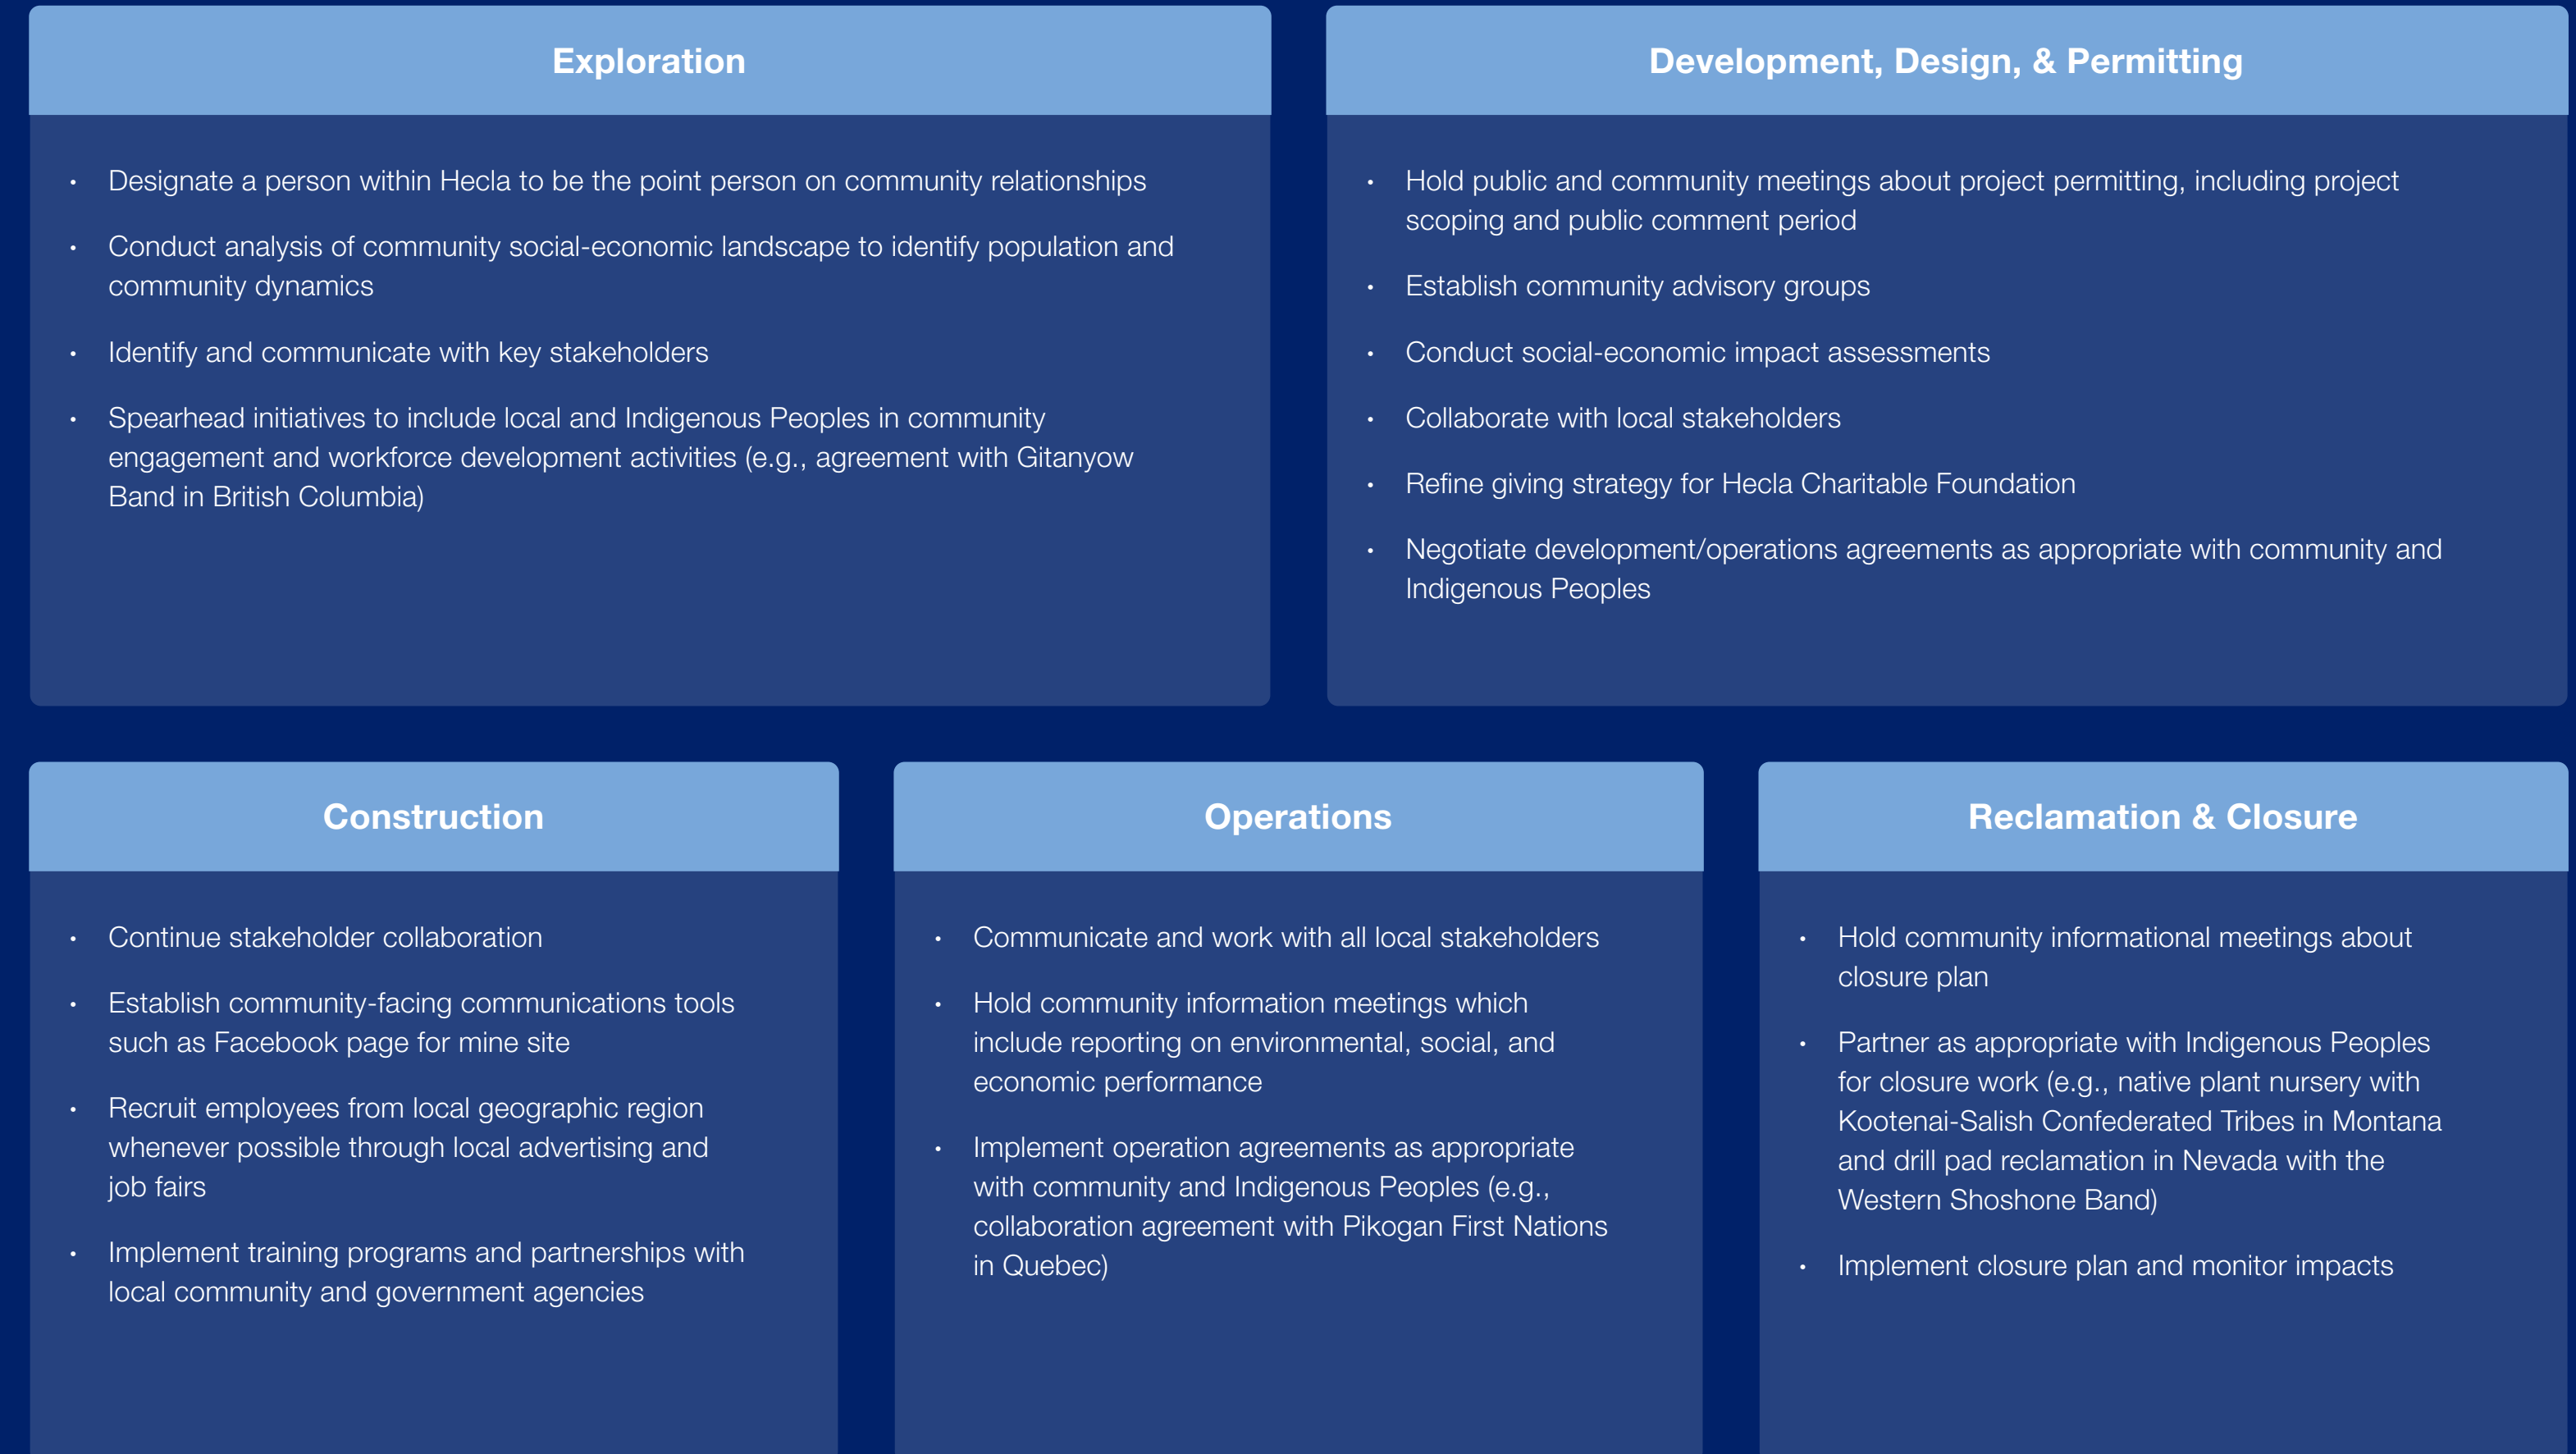 Exploration
• Designate a person within Hecla to be the point person on community relationships
• Conduct analysis of community social-economic landscape to identify population and
community dynamics
• Identify and communicate with key stakeholders
• Spearhead initiatives to include local and Indigenous Peoples in community
engagement and workforce development activities (e.g., agreement with Gitanyow
Band in British Columbia)
Development, Design, & Permitting
• Hold public and community meetings about project permitting, including project
scoping and public comment period
• Establish community advisory groups
• Conduct social-economic impact assessments
• Collaborate with local stakeholders
• Refine giving strategy for Hecla Charitable Foundation
• Negotiate development/operations agreements as appropriate with community and
Indigenous Peoples
Construction
• Continue stakeholder collaboration
• Establish community-facing communications tools
such as Facebook page for mine site
• Recruit employees from local geographic region
whenever possible through local advertising and
job fairs
• Implement training programs and partnerships with
local community and government agencies
Operations
• Communicate and work with all local stakeholders
• Hold community information meetings which
include reporting on environmental, social, and
economic performance
• Implement operation agreements as appropriate
with community and Indigenous Peoples (e.g.,
collaboration agreement with Pikogan First Nations
in Quebec)
Reclamation & Closure
• Hold community informational meetings about
closure plan
• Partner as appropriate with Indigenous Peoples
for closure work (e.g., native plant nursery with
Kootenai-Salish Confederated Tribes in Montana
and drill pad reclamation in Nevada with the
Western Shoshone Band)
• Implement closure plan and monitor impacts